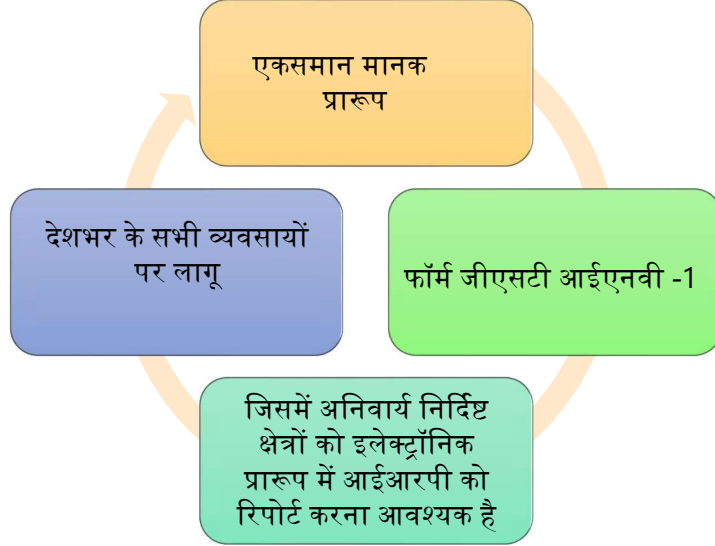 एकसमान मानक
प्रारूप
फॉर्म जीएसटी आईएनवी -1
जिसमें अनिवार्य निर्दिष्ट
क्षेत्रों को इलेक्ट्रॉनिक
प्रारूप में आईआरपी को
रिपोर्ट करना आवश्यक है
देशभर के सभी व्यवसायों
पर लागू